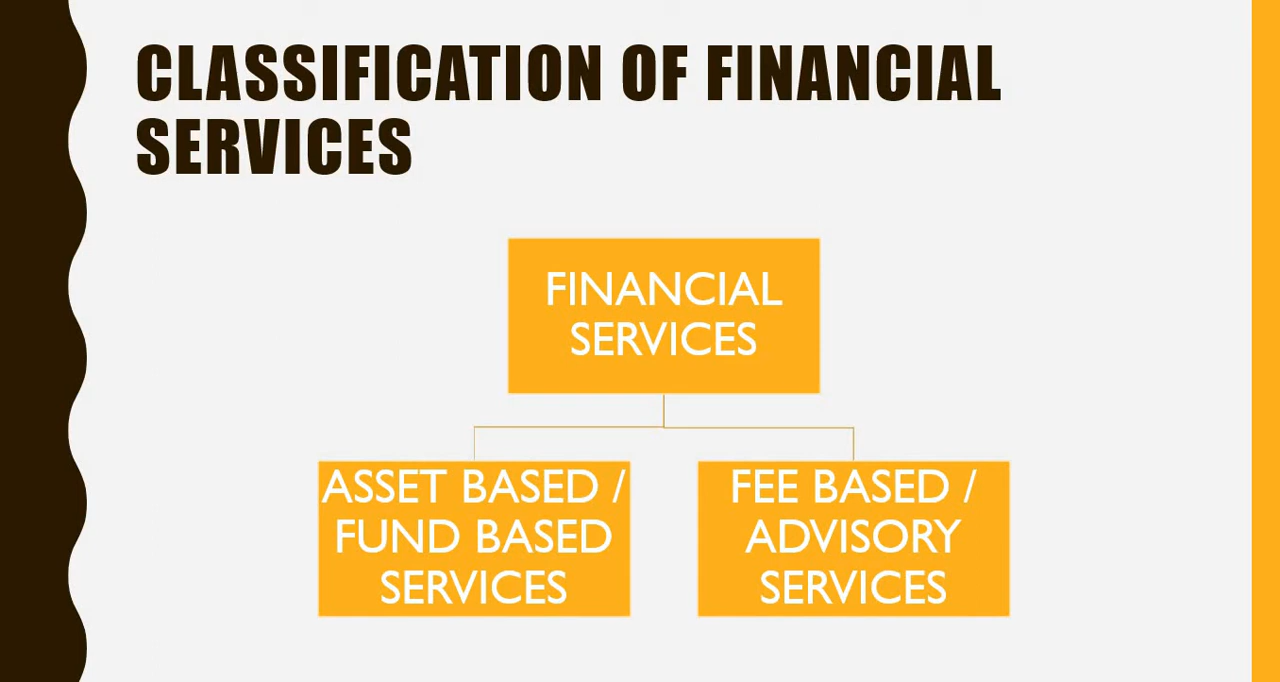 CLASSIFICATION OF FINANCIAL
SERVICES
FINANCIAL
SERVICES
ASSET BASED /
FUND BASED
SERVICES
FEE BASED /
ADVISORY
SERVICES